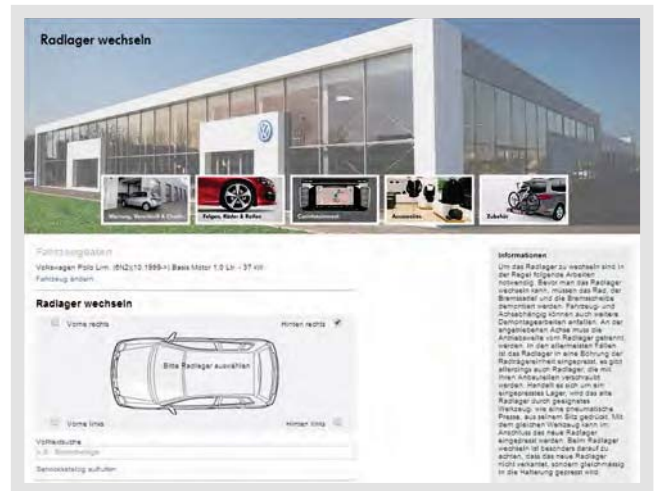 Radlager wechseln
Wartung, Verschleiß &
Felgen, Räder & Reifen
Car-Infotainment
Accessoires
Zubehör
Fahrzeugdaten
Volkswagen Polo Lim. (6N2)(10.1999->) Basis Motor 1,0 Ltr. - 37 kW
Fahrzeug ändern
Radlager wechseln
Vorne rechts
Hinten rechts
Bitte Radlager auswählen
Vorne links
Hinten links
Volltextsuche
z.B.
Servicekatalog aufrufen
Informationen
Um das Radlager zu wechseln sind in
der Regel folgende Arbeiten
notwendig. Bevor man das Radlager
wechseln kann, müssen das Rad, der
Bremssattel und die Bremsscheibe
demontiert werden. Fahrzeug- und
Achsabhängig können auch weitere
Demontagearbeiten anfallen. An der
angetriebenen Achse muss die
Antriebswelle vom Radlager getrennt
werden. In den allermeisten Fällen
ist das Radlager in eine Bohrung der
Radträgereinheit eingepresst, es gibt
allerdings auch Radlager, die mit
ihren Anbauteilen verschraubt
werden. Handelt es sich um ein
eingepresstes Lager, wird das alte
Radlager durch geeignetes
Werkzeug, wie eine pneumatische
Presse, aus seinem Sitz gedrückt. Mit
dem gleichen Werkzeug kann im
Anschluss das neue Radlager
eingepresst werden. Beim Radlager
wechseln ist besonders darauf zu
achten, dass das neue Radlager
nicht verkantet, sondern gleichmässig
in die Halterung gepresst wird.